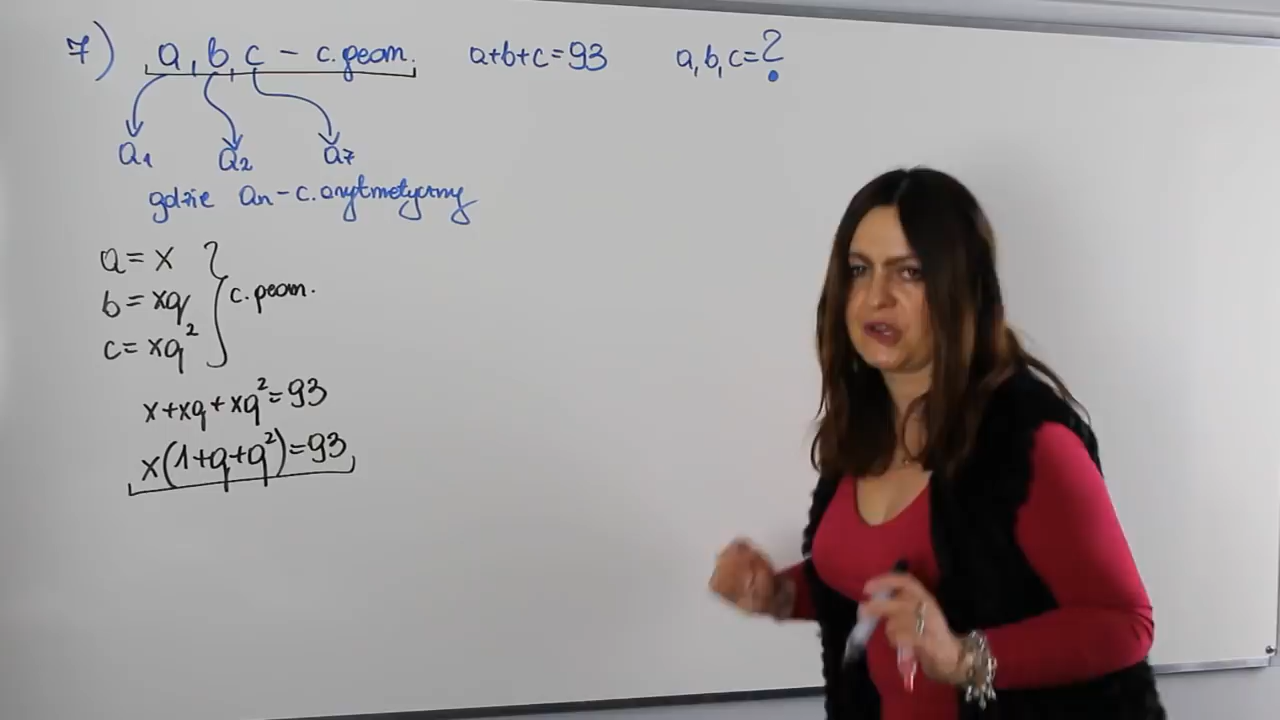 7) a, b, c – c. geom. a+b+c=93 a,b,c=?
a₁ a₂ a₇
gdzie an – c. arytmetyczny
a = x
b = xq
c. geom.
c = xq²
x+xq+xq²=93
x(1+q+q²)=93